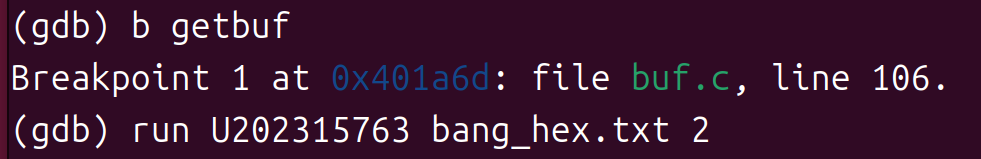 (gdb) b getbuf
Breakpoint 1 at 0x401a6d: file buf.c, line 106.
(gdb) run U202315763 bang_hex.txt 2